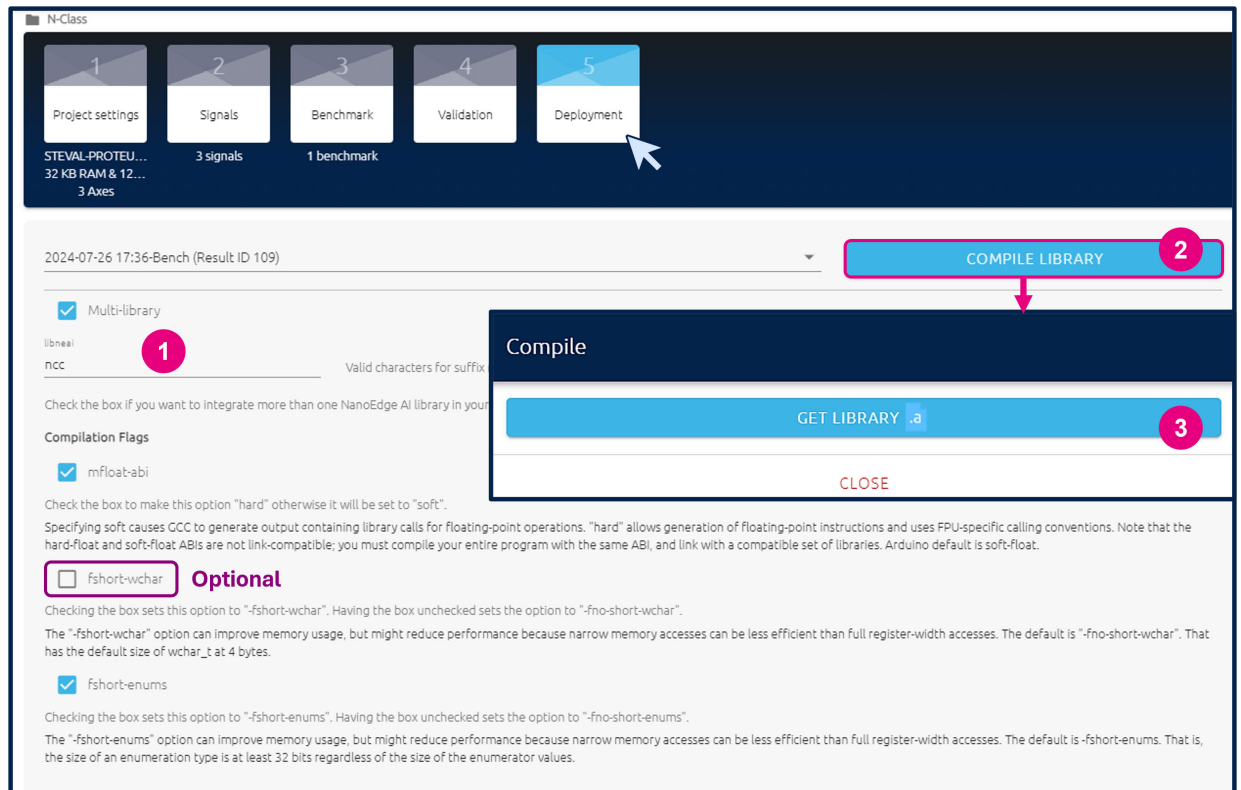 N-Class
1
2
3
4
5
Project settings
Signals
Benchmark
Validation
Deployment
STEVAL-PROTEU...
32 KB RAM & 12...
3 Axes
3 signals
1 benchmark
2024-07-26 17:36-Bench (Result ID 109)
COMPILE LIBRARY
2
Multi-library
libneai
ncc
1
Valid characters for suffix
Compile
GET LIBRARY .a
3
CLOSE
Check the box if you want to integrate more than one NanoEdge AI library in your
Compilation Flags
mfloat-abi
Check the box to make this option "hard" otherwise it will be set to "soft".
Specifying soft causes GCC to generate output containing library calls for floating-point operations. "hard" allows generation of floating-point instructions and uses FPU-specific calling conventions. Note that the
hard-float and soft-float ABIs are not link-compatible; you must compile your entire program with the same ABI, and link with a compatible set of libraries. Arduino default is soft-float.
fshort-wchar
Optional
Checking the box sets this option to "-fshort-wchar". Having the box unchecked sets the option to "-fno-short-wchar".
The "-fshort-wchar" option can improve memory usage, but might reduce performance because narrow memory accesses can be less efficient than full register-width accesses. The default is "-fno-short-wchar". That
has the default size of wchar_t at 4 bytes.
fshort-enums
Checking the box sets this option to "-fshort-enums". Having the box unchecked sets the option to "-fno-short-enums".
The "-fshort-enums" option can improve memory usage, but might reduce performance because narrow memory accesses can be less efficient than full register-width accesses. The default is -fshort-enums. That is,
the size of an enumeration type is at least 32 bits regardless of the size of the enumerator values.